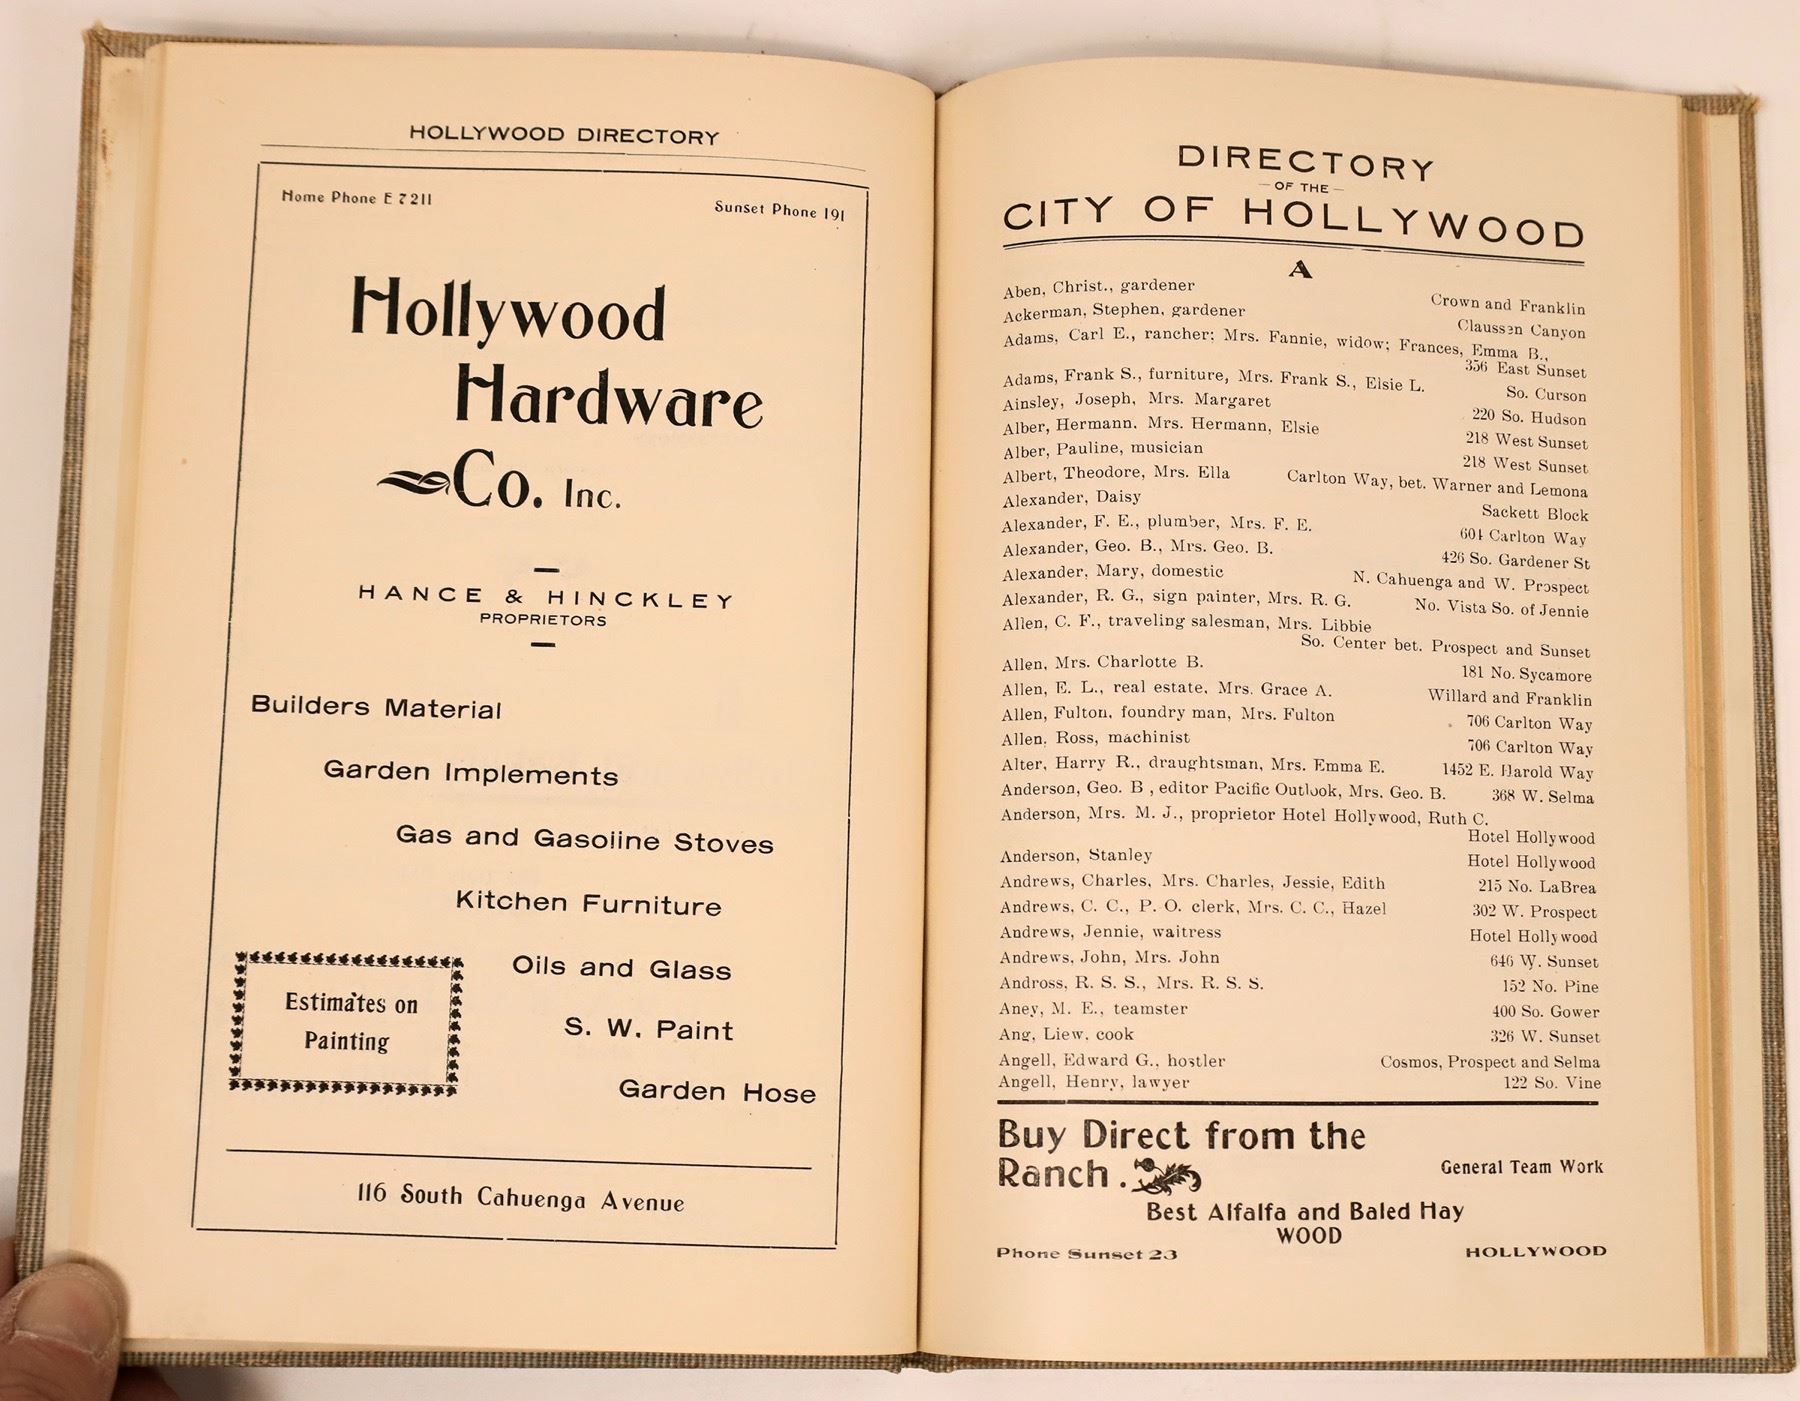 HOLLYWOOD DIRECTORY
Home Phone E 7211 Sunset Phone 191
Hollywood
Hardware
Co. Inc.
HANCE & HINCKLEY
PROPRIETORS
Builders Material
Garden Implements
Gas and Gasoline Stoves
Kitchen Furniture
Oils and Glass
S. W. Paint
Garden Hose
Estimates on
Painting
116 South Cahuenga Avenue
DIRECTORY
—OF THE—
CITY OF HOLLYWOOD
A
Aben, Christ., gardener Crown and Franklin
Ackerman, Stephen, gardener Claussen Canyon
Adams, Carl E., rancher; Mrs. Fannie, widow; Frances, Emma B.,
356 East Sunset
Adams, Frank S., furniture, Mrs. Frank S., Elsie L. So. Curson
Ainsley, Joseph, Mrs. Margaret 220 So. Hudson
Alber, Hermann, Mrs. Hermann, Elsie 218 West Sunset
Alber, Pauline, musician 218 West Sunset
Albert, Theodore, Mrs. Ella Carlton Way, bet. Warner and Lemona
Alexander, Daisy Sackett Block
Alexander, F. E., plumber, Mrs. F. E. 601 Carlton Way
Alexander, Geo. B., Mrs. Geo. B. 426 So. Gardener St
Alexander, Mary, domestic N. Cahuenga and W. Prospect
Alexander, R. G., sign painter, Mrs. R. G. No. Vista So. of Jennie
Allen, C. F., traveling salesman, Mrs. Libbie
So. Center bet. Prospect and Sunset
Allen, Mrs. Charlotte B. 181 No. Sycamore
Allen, E. L., real estate, Mrs. Grace A. Willard and Franklin
Allen, Fulton, foundry man, Mrs. Fulton 706 Carlton Way
Allen, Ross, machinist 706 Carlton Way
Alter, Harry R., draughtsman, Mrs. Emma E. 1452 E. Harold Way
Anderson, Geo. B , editor Pacific Outlook, Mrs. Geo. B. 368 W. Selma
Anderson, Mrs. M. J., proprietor Hotel Hollywood, Ruth C.
Hotel Hollywood
Anderson, Stanley Hotel Hollywood
Andrews, Charles, Mrs. Charles, Jessie, Edith 215 No. LaBrea
Andrews, C. C., P. O. clerk, Mrs. C. C., Hazel 302 W. Prospect
Andrews, Jennie, waitress Hotel Hollywood
Andrews, John, Mrs. John 646 W. Sunset
Andross, R. S. S., Mrs. R. S. S. 152 No. Pine
Aney, M. E., teamster 400 So. Gower
Ang, Liew, cook 326 W. Sunset
Angell, Edward G., hostler Cosmos, Prospect and Selma
Angell, Henry, lawyer 122 So. Vine
Buy Direct from the
Ranch. General Team Work
Best Alfalfa and Baled Hay
WOOD
Phone Sunset 23 HOLLYWOOD